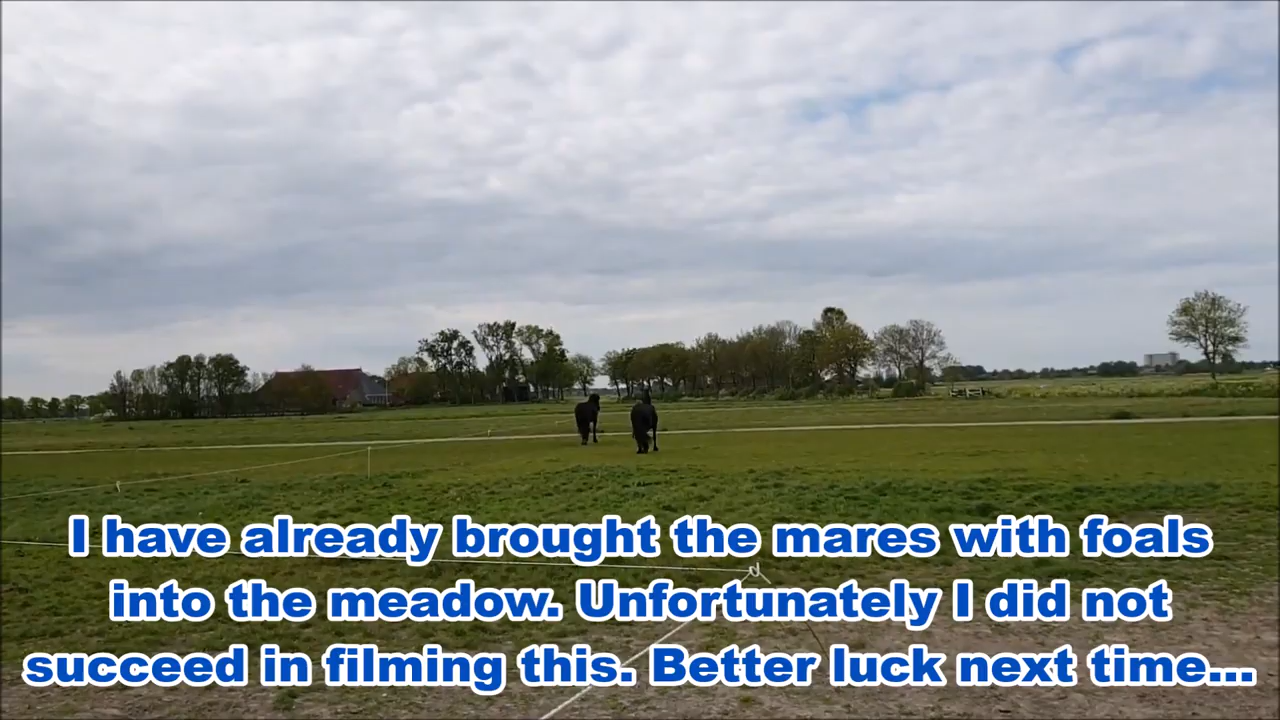 I have already brought the mares with foals
into the meadow. Unfortunately I did not
succeed in filming this. Better luck next time...